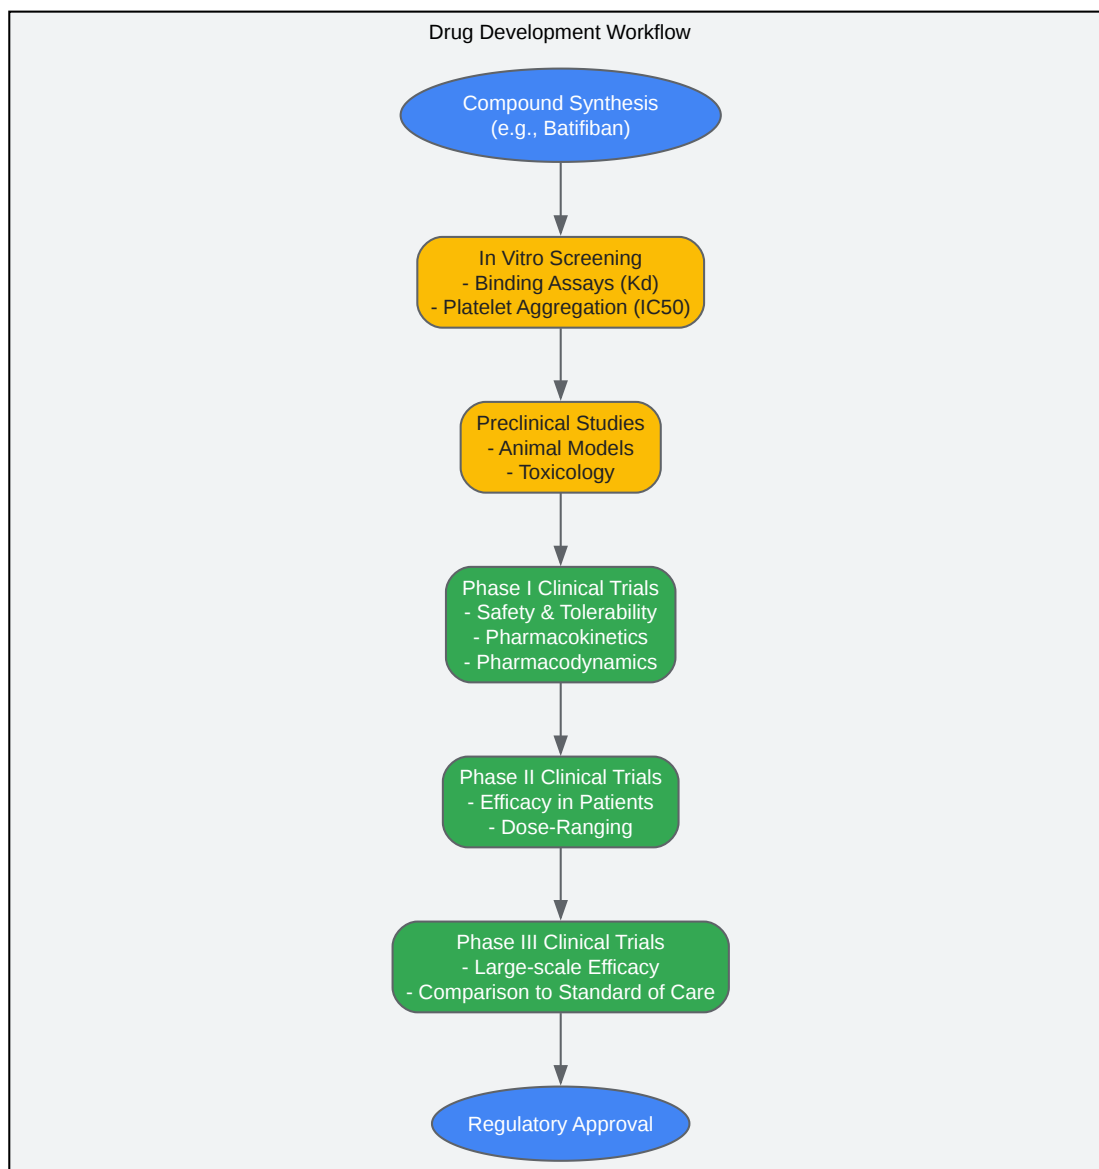 Drug Development Workflow
Compound Synthesis
(e.g., Batifiban)
In Vitro Screening
- Binding Assays (Kd)
- Platelet Aggregation (IC50)
Preclinical Studies
- Animal Models
- Toxicology
Phase I Clinical Trials
- Safety & Tolerability
- Pharmacokinetics
- Pharmacodynamics
Phase II Clinical Trials
- Efficacy in Patients
- Dose-Ranging
Phase III Clinical Trials
- Large-scale Efficacy
- Comparison to Standard of Care
Regulatory Approval